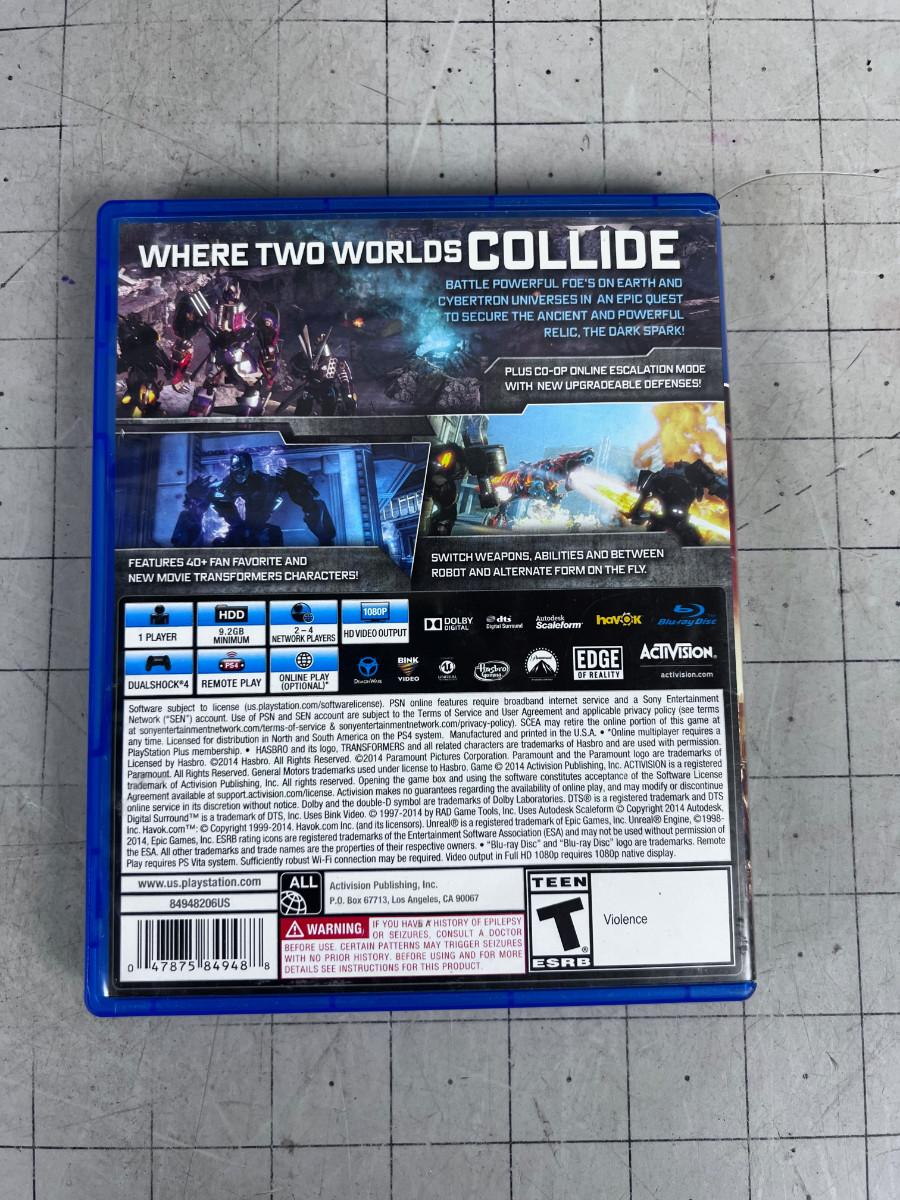 WHERE TWO WORLDS COLLIDE
BATTLE POWERFUL FOE'S ON EARTH AND
CYBERTRON UNIVERSES IN AN EPIC QUEST
TO SECURE THE ANCIENT AND POWERFUL
RELIC, THE DARK SPARK!
PLUS CO-OP ONLINE ESCALATION MODE
WITH NEW UPGRADEABLE DEFENSES!
FEATURES 40+ FAN FAVORITE AND
NEW MOVIE TRANSFORMERS CHARACTERS!
SWITCH WEAPONS, ABILITIES AND BETWEEN
ROBOT AND ALTERNATE FORM ON THE FLY.
1 PLAYER
HDD
9.2GB
MINIMUM
2 – 4
NETWORK PLAYERS
1080P
HD VIDEO OUTPUT
DUALSHOCK®4
PS4
REMOTE PLAY
ONLINE PLAY
(OPTIONAL)*
DOLBY
DIGITAL
dts
Digital Surround
Autodesk
Scaleform®
havok
Blu-ray Disc
DEMONWARE
BINK
VIDEO
UNREAL
Hasbro
Gaming
Paramount
EDGE
OF REALITY
ACTIVISION®
activision.com
Software subject to license (us.playstation.com/softwarelicense). PSN online features require broadband internet service and a Sony Entertainment
Network ("SEN") account. Use of PSN and SEN account are subject to the Terms of Service and User Agreement and applicable privacy policy (see terms
at sonyentertainmentnetwork.com/terms-of-service & sonyentertainmentnetwork.com/privacy-policy). SCEA may retire the online portion of this game at
any time. Licensed for distribution in North and South America on the PS4 system. Manufactured and printed in the U.S.A. • *Online multiplayer requires a
PlayStation Plus membership. • HASBRO and its logo, TRANSFORMERS and all related characters are trademarks of Hasbro and are used with permission.
Licensed by Hasbro. ©2014 Hasbro. All Rights Reserved. ©2014 Paramount Pictures Corporation. Paramount and the Paramount logo are trademarks of
Paramount. All Rights Reserved. General Motors trademarks used under license to Hasbro. Game © 2014 Activision Publishing, Inc. ACTIVISION is a registered
trademark of Activision Publishing, Inc. All rights reserved. Opening the game box and using the software constitutes acceptance of the Software License
Agreement available at support.activision.com/license. Activision makes no guarantees regarding the availability of online play, and may modify or discontinue
online service in its discretion without notice. Dolby and the double-D symbol are trademarks of Dolby Laboratories. DTS® is a registered trademark and DTS
Digital Surround™ is a trademark of DTS, Inc. Uses Bink Video. © 1997-2014 by RAD Game Tools, Inc. Uses Autodesk Scaleform © Copyright 2014 Autodesk,
Inc. Havok.com™: © Copyright 1999-2014. Havok.com Inc. (and its licensors). Unreal® is a registered trademark of Epic Games, Inc. Unreal® Engine, ©1998-
2014, Epic Games, Inc. ESRB rating icons are registered trademarks of the Entertainment Software Association (ESA) and may not be used without permission of
the ESA. All other trademarks and trade names are the properties of their respective owners. • "Blu-ray Disc" and "Blu-ray Disc" logo are trademarks. Remote
Play requires PS Vita system. Sufficiently robust Wi-Fi connection may be required. Video output in Full HD 1080p requires 1080p native display.
www.us.playstation.com
84948206US
0 47875 84948 8
ALL
Activision Publishing, Inc.
P.O. Box 67713, Los Angeles, CA 90067
WARNING: IF YOU HAVE A HISTORY OF EPILEPSY
OR SEIZURES, CONSULT A DOCTOR
BEFORE USE. CERTAIN PATTERNS MAY TRIGGER SEIZURES
WITH NO PRIOR HISTORY. BEFORE USING AND FOR MORE
DETAILS SEE INSTRUCTIONS FOR THIS PRODUCT.
TEEN
T
®
ESRB
Violence